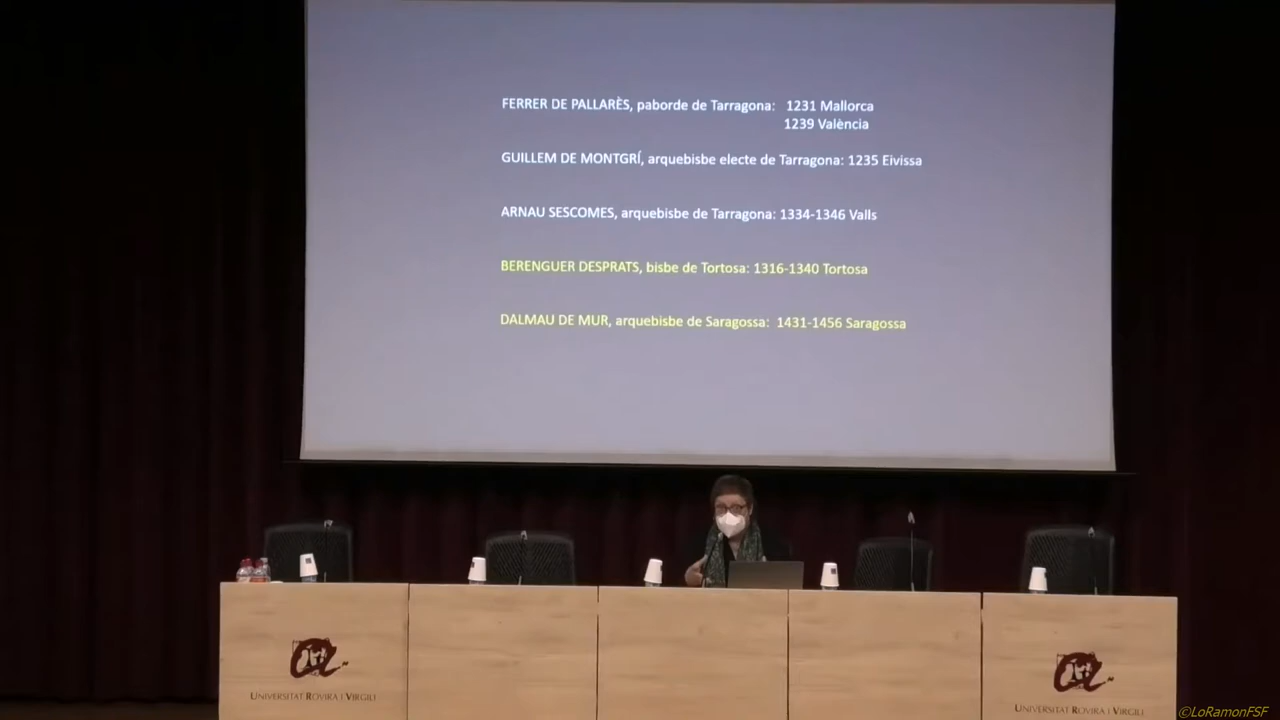 FERRER DE PALLARÈS, paborde de Tarragona: 1231 Mallorca
1239 València
GUILLEM DE MONTGRÍ, arquebisbe electe de Tarragona: 1235 Eivissa
ARNAU SESCOMES, arquebisbe de Tarragona: 1334-1346 Valls
BERENGUER DESPRATS, bisbe de Tortosa: 1316-1340 Tortosa
DALMAU DE MUR, arquebisbe de Saragossa: 1431-1456 Saragossa
UNIVERSITAT ROVIRA I VIRGILI
UNIVERSITAT ROVIRA I VIRGILI
©LoRamonFSF